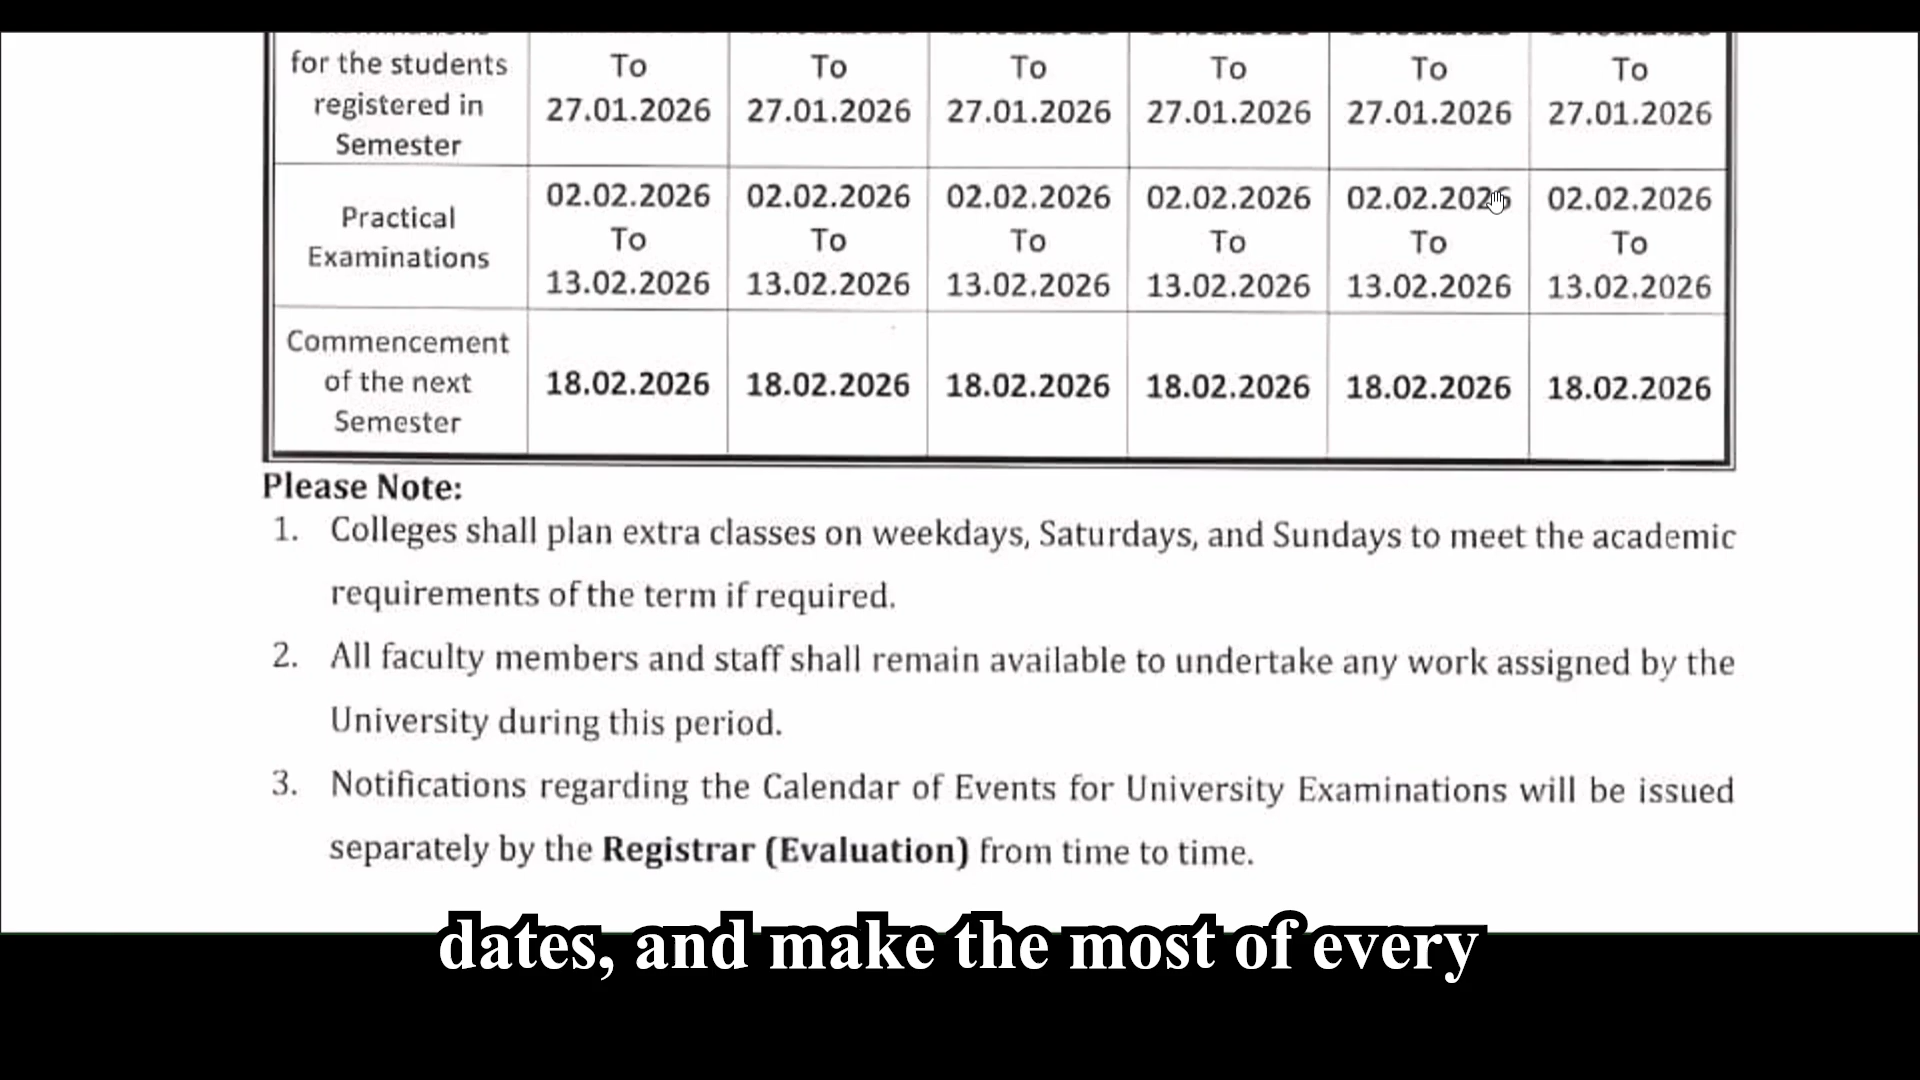 for the students
registered in
Semester
To To To To To To
27.01.2026 27.01.2026 27.01.2026 27.01.2026 27.01.2026 27.01.2026
Practical
Examinations
02.02.2026 02.02.2026 02.02.2026 02.02.2026 02.02.2026 02.02.2026
To To To To To To
13.02.2026 13.02.2026 13.02.2026 13.02.2026 13.02.2026 13.02.2026
Commencement
of the next
Semester
18.02.2026 18.02.2026 18.02.2026 18.02.2026 18.02.2026 18.02.2026
Please Note:
1. Colleges shall plan extra classes on weekdays, Saturdays, and Sundays to meet the academic
requirements of the term if required.
2. All faculty members and staff shall remain available to undertake any work assigned by the
University during this period.
3. Notifications regarding the Calendar of Events for University Examinations will be issued
separately by the Registrar (Evaluation) from time to time.
dates, and make the most of every